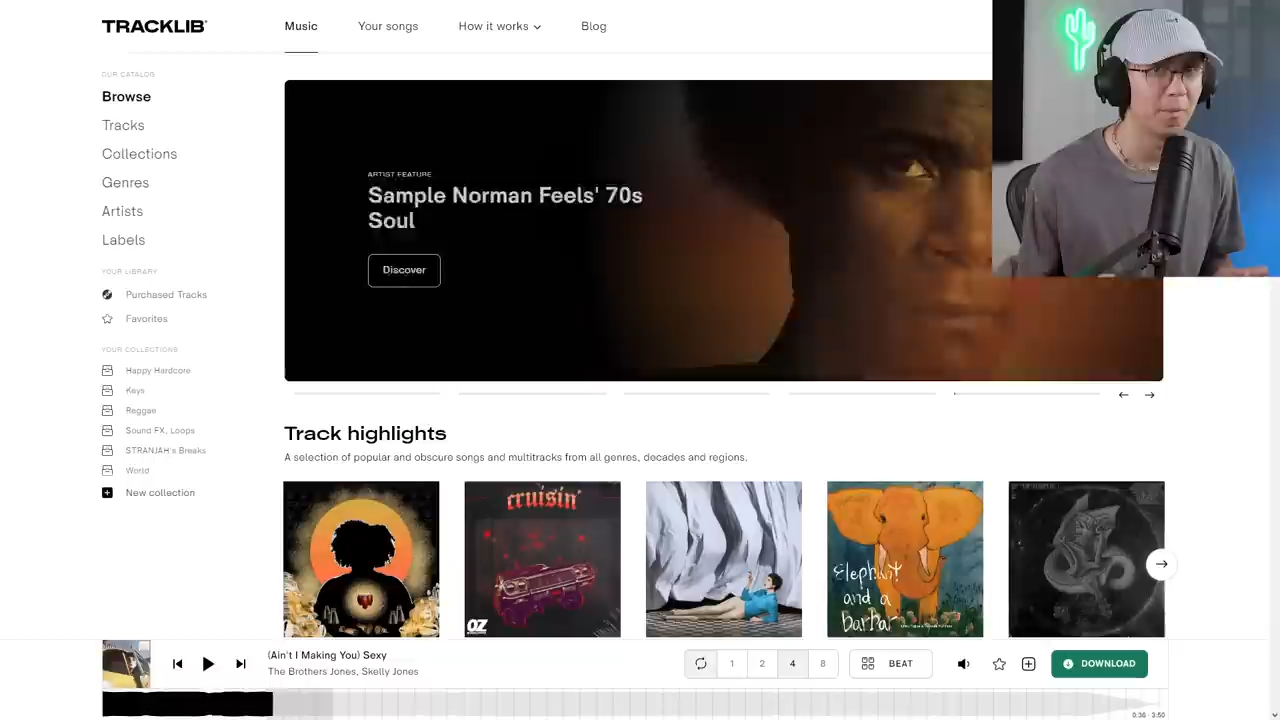 TRACKLIB
Music
Your songs
How it works
Blog
OUR CATALOG
Browse
Tracks
Collections
Genres
Artists
Labels
YOUR LIBRARY
Purchased Tracks
Favorites
YOUR COLLECTIONS
Happy Hardcore
Keys
Reggae
Sound FX, Loops
STRANJAH's Breaks
World
New collection
ARTIST FEATURE
Sample Norman Feels' 70s
Soul
Discover
Track highlights
A selection of popular and obscure songs and multitracks from all genres, decades and regions.
cruisin'
OZ
Elephant
and a
Barbar
(Ain't I Making You) Sexy
The Brothers Jones, Skelly Jones
1 2 4 8
BEAT
DOWNLOAD
0:36 - 3:50